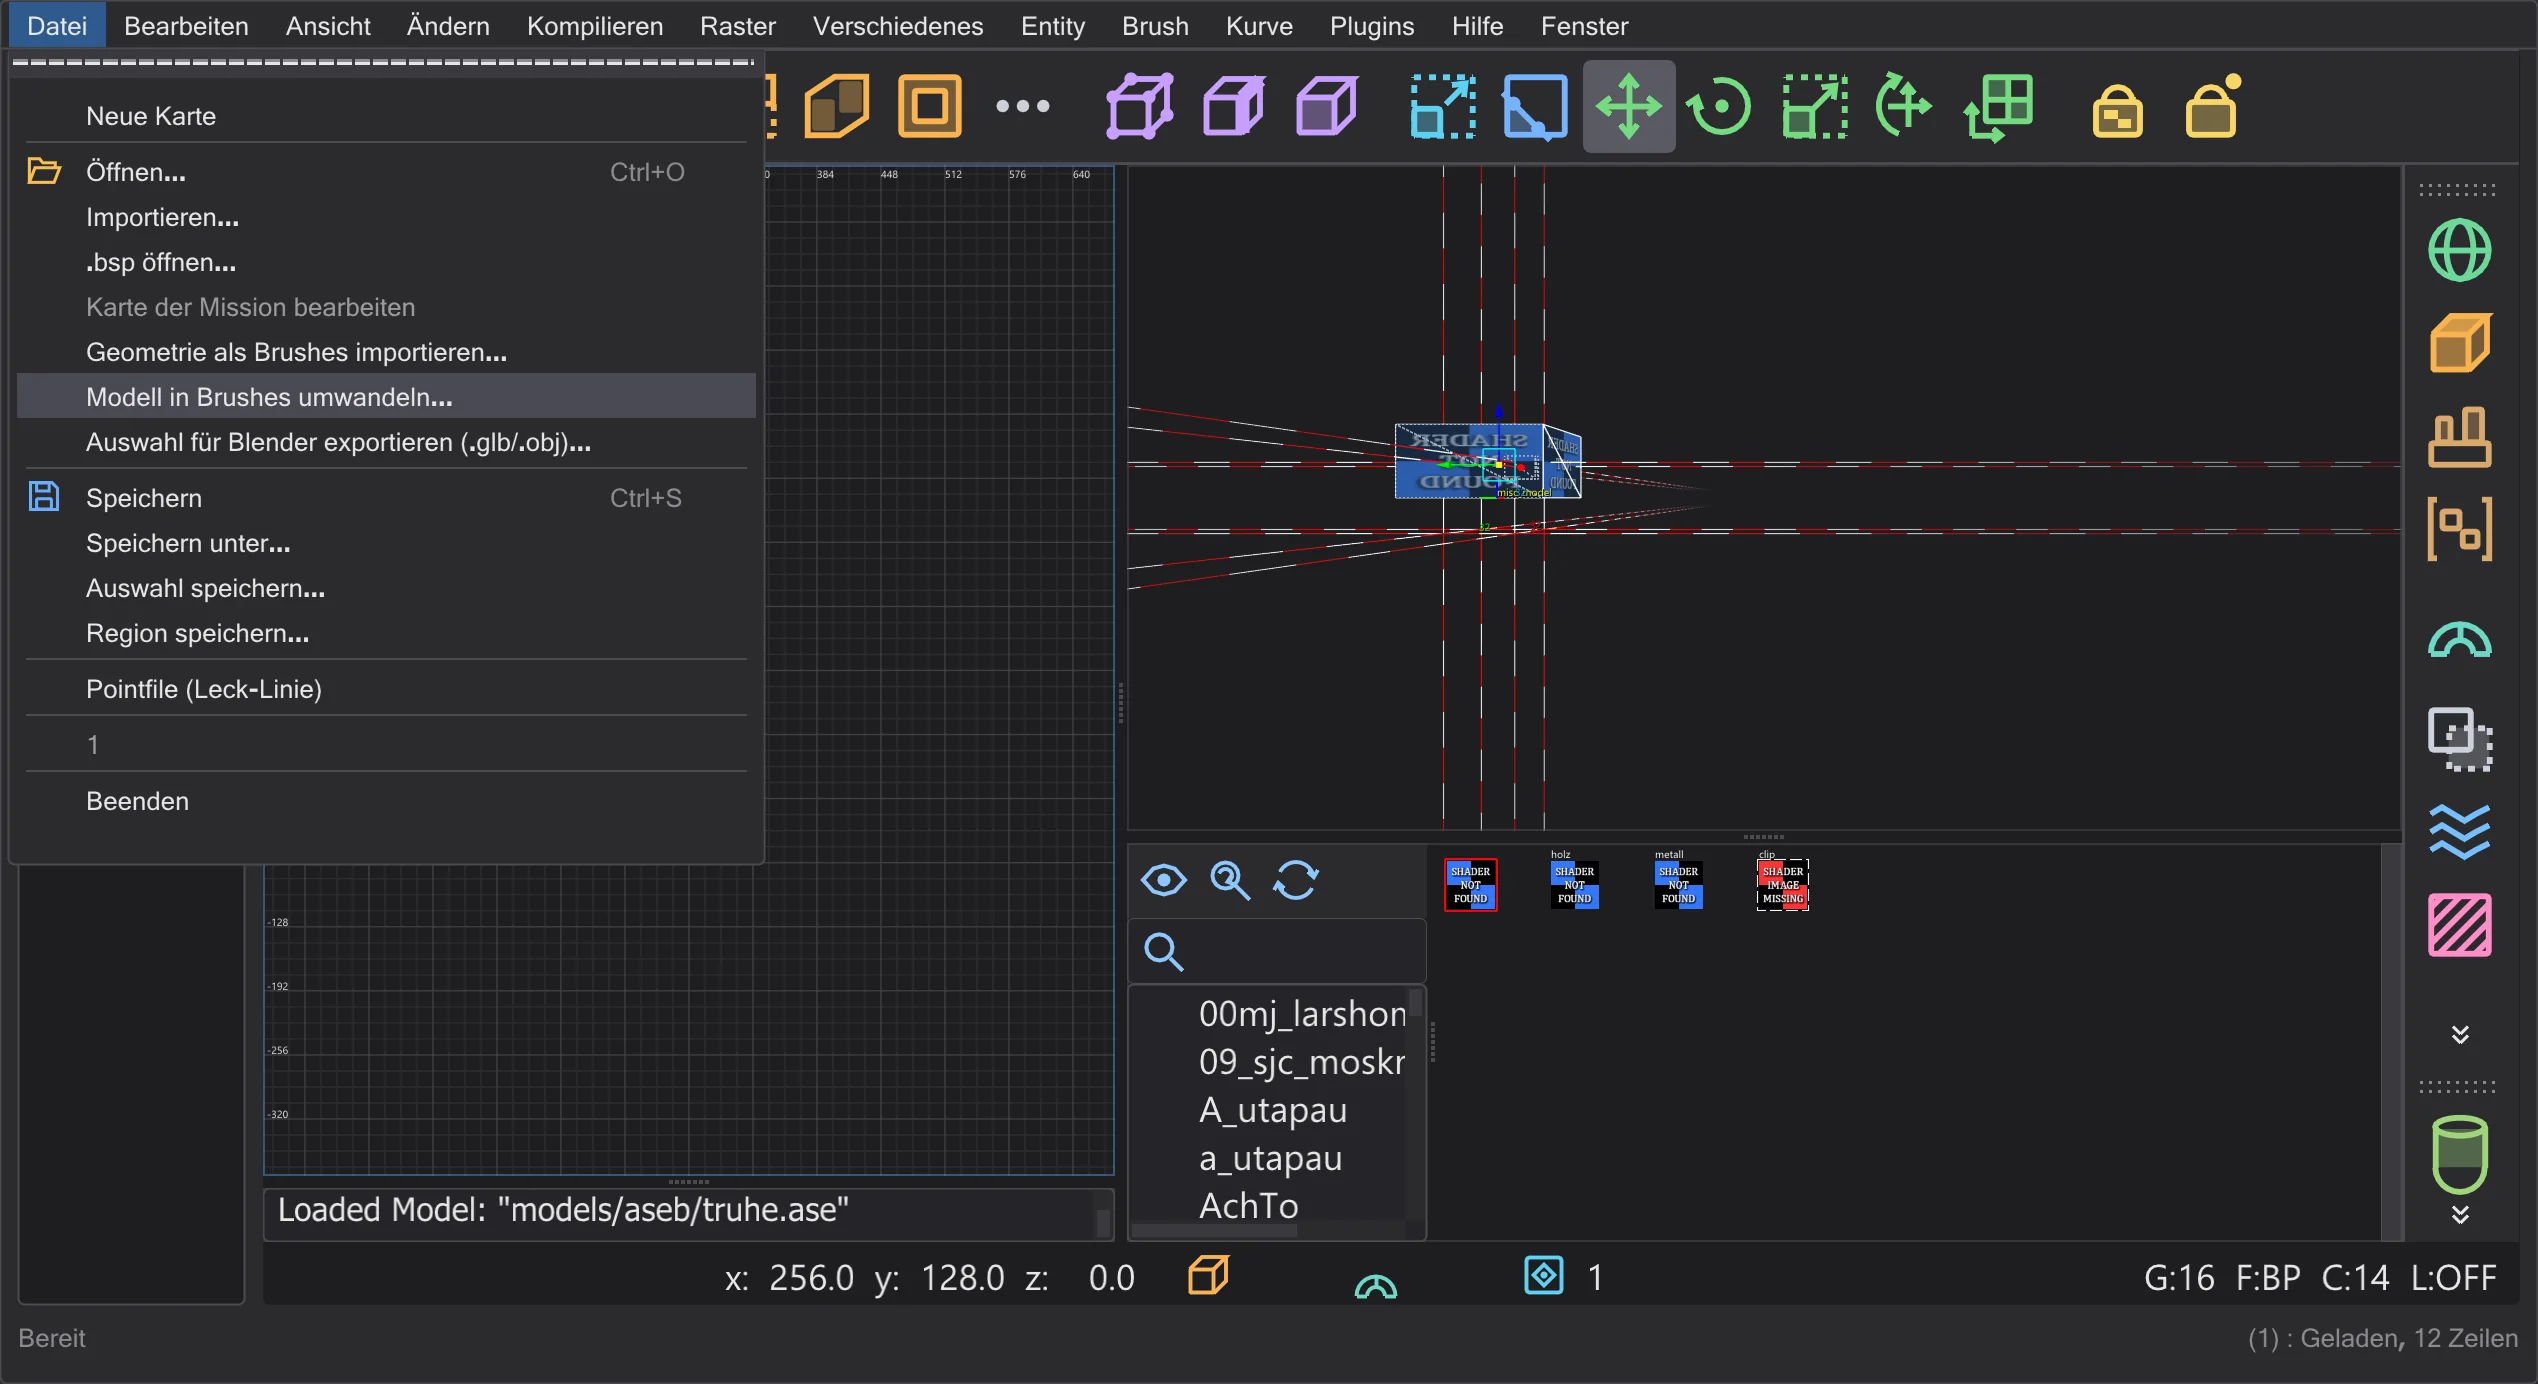 Datei Bearbeiten Ansicht Ändern Kompilieren Raster Verschiedenes Entity Brush Kurve Plugins Hilfe Fenster
Neue Karte
Öffnen... Ctrl+O
Importieren...
.bsp öffnen...
Karte der Mission bearbeiten
Geometrie als Brushes importieren...
Modell in Brushes umwandeln...
Auswahl für Blender exportieren (.glb/.obj)...
Speichern Ctrl+S
Speichern unter...
Auswahl speichern...
Region speichern...
Pointfile (Leck-Linie)
1
Beenden
384 448 512 576 640
SHADER
NOT
FOUND
misc_model
32
-128
-192
-256
-320
holz metall clip
SHADER NOT FOUND
SHADER NOT FOUND
SHADER NOT FOUND
SHADER IMAGE MISSING
00mj_larshon
09_sjc_moskr
A_utapau
a_utapau
AchTo
Loaded Model: "models/aseb/truhe.ase"
x: 256.0 y: 128.0 z: 0.0 1 G:16 F:BP C:14 L:OFF
Bereit (1) : Geladen, 12 Zeilen